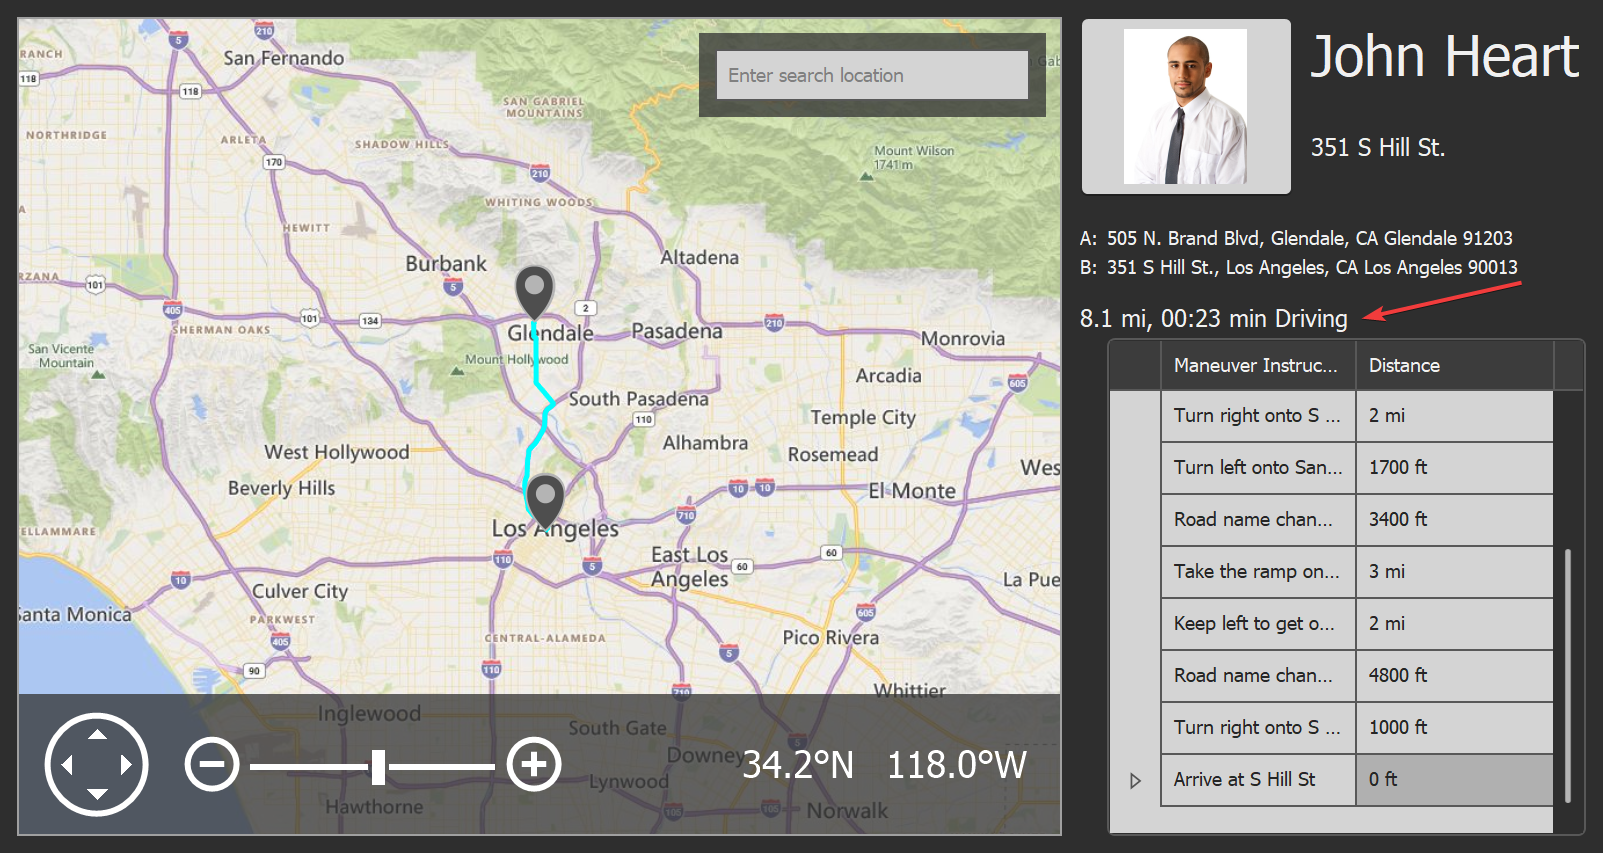 RANCH
5
210
San Fernando
118
118
SAN GABRIEL
MOUNTAINS
NORTHRIDGE
ARLETA
SHADOW HILLS
170
210
Mount Wilson
1741 m
WHITING WOODS
HEWITT
Burbank
Altadena
RZANA
101
5
405
101
134
2
SHERMAN OAKS
Glendale
Pasadena
210
San Vicente
Mountain
Mount Hollywood
Monrovia
Arcadia
605
South Pasadena
110
Temple City
Alhambra
West Hollywood
Rosemead
Beverly Hills
Wes
10
10
El Monte
710
ELLAMMARE
Los Angeles
110
5
East Los
Angeles
60
60
10
Culver City
La Pue
Santa Monica
PARKWEST
605
405
CENTRAL-ALAMEDA
Pico Rivera
5
90
110
710
Whittier
Inglewood
South Gate
5
Downey
Lynwood
Hawthorne
105
105
Norwalk
Enter search location
34.2°N 118.0°W
John Heart
351 S Hill St.
A: 505 N. Brand Blvd, Glendale, CA Glendale 91203
B: 351 S Hill St., Los Angeles, CA Los Angeles 90013
8.1 mi, 00:23 min Driving
Maneuver Instruc... Distance
Turn right onto S ... 2 mi
Turn left onto San... 1700 ft
Road name chan... 3400 ft
Take the ramp on... 3 mi
Keep left to get o... 2 mi
Road name chan... 4800 ft
Turn right onto S ... 1000 ft
Arrive at S Hill St 0 ft